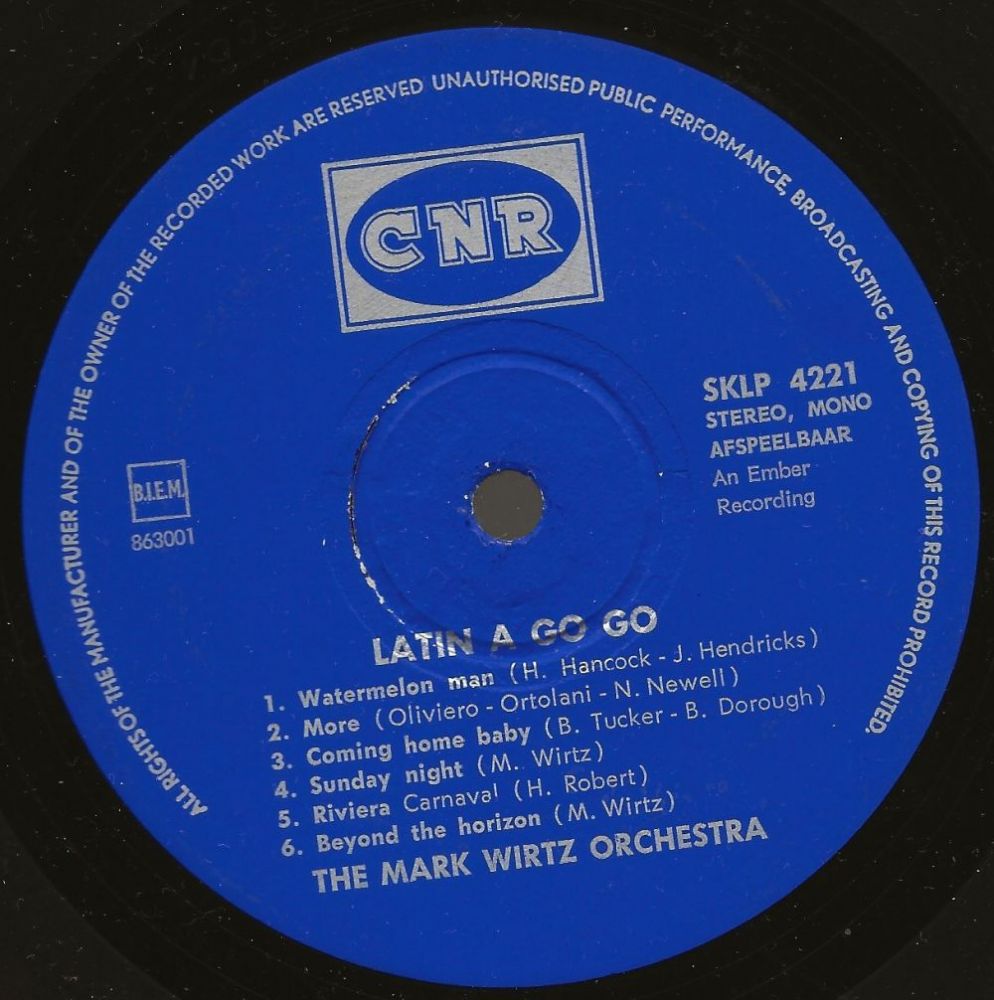 ALL RIGHTS OF THE MANUFACTURER AND OF THE OWNER OF THE RECORDED WORK ARE RESERVED UNAUTHORISED PUBLIC PERFORMANCE, BROADCASTING AND COPYING OF THIS RECORD PROHIBITED.
CNR
SKLP 4221
STEREO, MONO
AFSPEELBAAR
An Ember
Recording
B.I.E.M.
863001
LATIN A GO GO
1. Watermelon man (H. Hancock - J. Hendricks)
2. More (Oliviero - Ortolani - N. Newell)
3. Coming home baby (B. Tucker - B. Dorough)
4. Sunday night (M. Wirtz)
5. Riviera Carnaval (H. Robert)
6. Beyond the horizon (M. Wirtz)
THE MARK WIRTZ ORCHESTRA